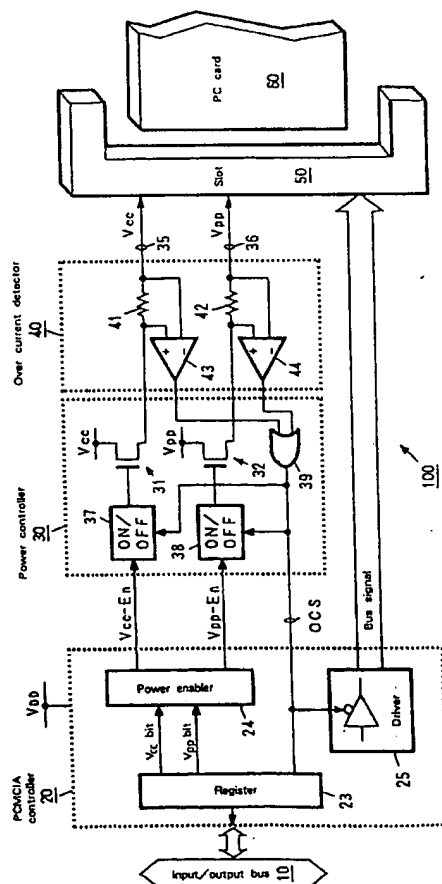 PC card
60
Slot
50
Vcc
35
Vpp
36
Over current detector
40
41
42
+
-
43
+
-
44
Power controller
30
Vcc
31
Vpp
32
37
ON/
OFF
38
ON/
OFF
39
100
Vcc-En
Vpp-En
OCS
Bus signal
VDD
PCMCIA
controller
20
Power enabler
24
Vcc bit
Vpp bit
Register
23
Driver
25
Input/output bus
10